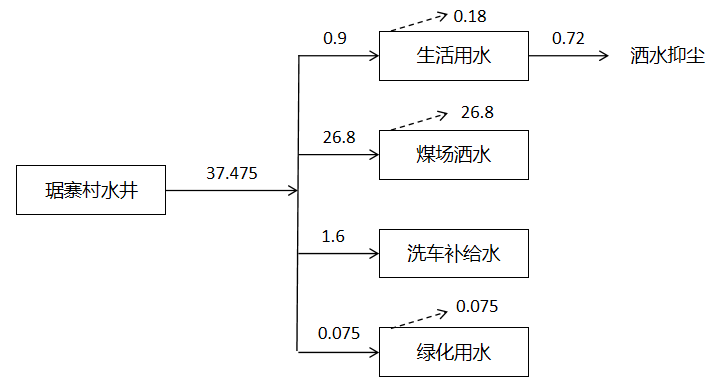 0.18
0.9
生活用水
0.72
洒水抑尘
26.8
26.8
煤场洒水
琚寨村水井
37.475
1.6
洗车补给水
0.075
0.075
绿化用水